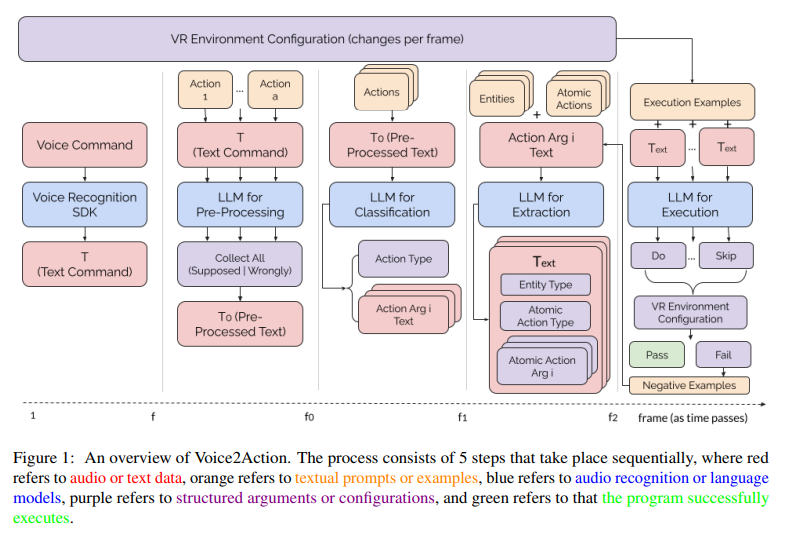 VR Environment Configuration (changes per frame)
Voice Command
Voice Recognition
SDK
T
(Text Command)
Action
1
...
Action
a
T
(Text Command)
LLM for
Pre-Processing
Collect All
(Supposed | Wrongly)
To (Pre-
Processed Text)
Actions
To (Pre-
Processed Text)
LLM for
Classification
Action Type
Action Arg i
Text
Entities
+
Atomic
Actions
Action Arg i
Text
LLM for
Extraction
Text
Entity Type
Atomic
Action Type
Atomic Action
Arg i
Execution Examples
+ + +
Text ... Text
LLM for
Execution
Do ... Skip
VR Environment
Configuration
Pass
Fail
Negative Examples
1 f f0 f1 f2 frame (as time passes)
Figure 1: An overview of Voice2Action. The process consists of 5 steps that take place sequentially, where red
refers to audio or text data, orange refers to textual prompts or examples, blue refers to audio recognition or language
models, purple refers to structured arguments or configurations, and green refers to that the program successfully
executes.